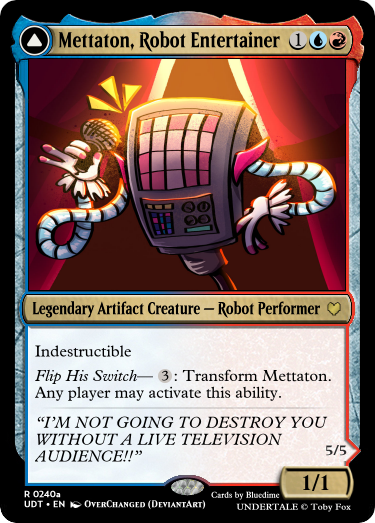 Mettaton, Robot Entertainer 1
Legendary Artifact Creature — Robot Performer
Indestructible
Flip His Switch— 3: Transform Mettaton.
Any player may activate this ability.
“I’M NOT GOING TO DESTROY YOU
WITHOUT A LIVE TELEVISION
AUDIENCE!!”
5/5
1/1
R 0240a
UDT • EN OverChanged (DeviantArt)
Cards by Bluedime
UNDERTALE © Toby Fox